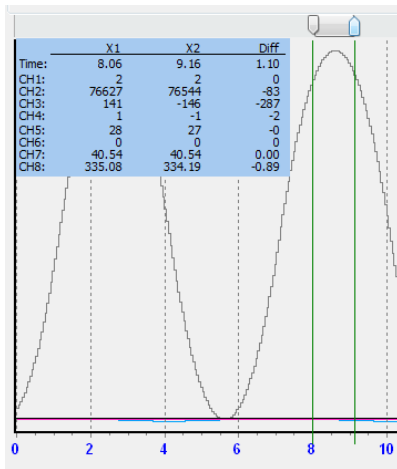 X1 X2 Diff
Time: 8.06 9.16 1.10
CH1: 2 2 0
CH2: 76627 76544 -83
CH3: 141 -146 -287
CH4: 1 -1 -2
CH5: 28 27 -0
CH6: 0 0 0
CH7: 40.54 40.54 0.00
CH8: 335.08 334.19 -0.89
0 2 4 6 8 10